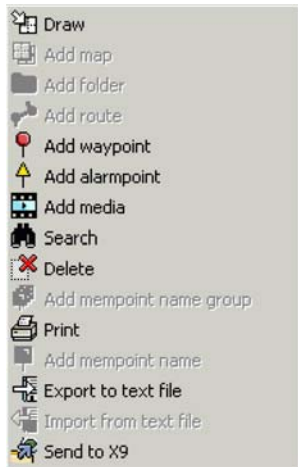 Draw
Add map
Add folder
Add route
Add waypoint
Add alarmpoint
Add media
Search
Delete
Add mempoint name group
Print
Add mempoint name
Export to text file
Import from text file
Send to X9